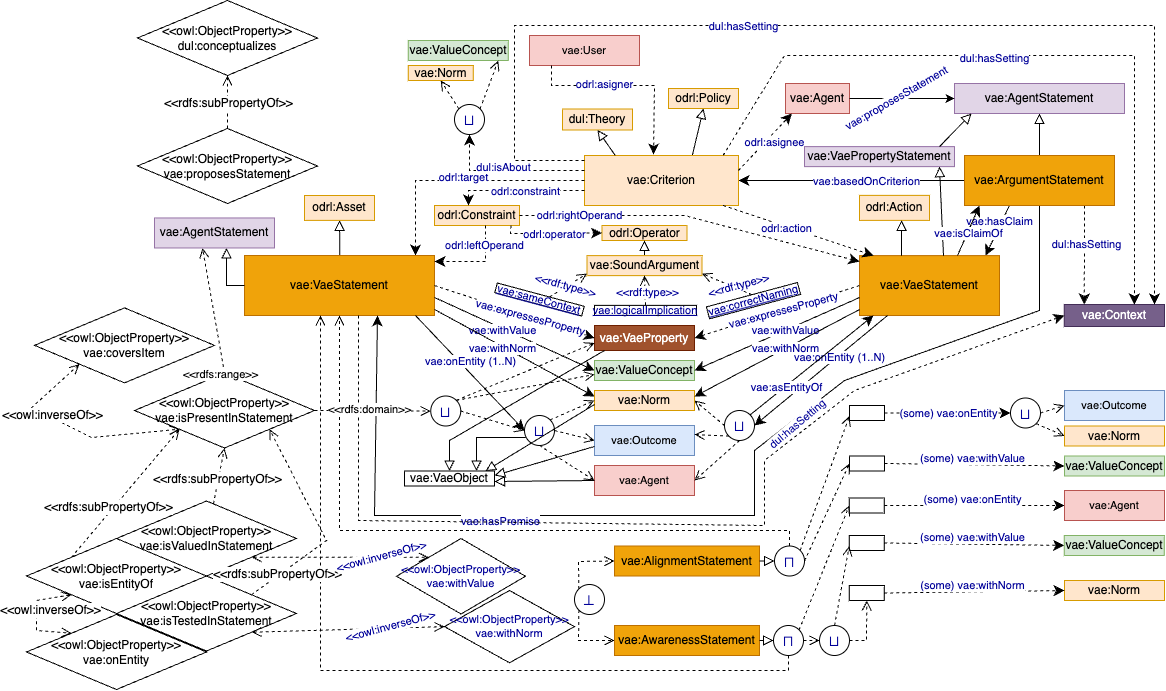 <<owl:ObjectProperty>>
dul:conceptualizes
<<rdfs:subPropertyOf>>
<<owl:ObjectProperty>>
vae:proposesStatement
vae:ValueConcept
vae:Norm
⊔
vae:User
odrl:asigner
dul:hasSetting
dul:hasSetting
dul:Theory
odrl:Policy
vae:Agent
vae:proposesStatement
vae:AgentStatement
odrl:asignee
vae:VaePropertyStatement
dul:isAbout
odrl:target
odrl:constraint
vae:Criterion
vae:basedOnCriterion
vae:ArgumentStatement
odrl:Asset
odrl:Constraint
odrl:rightOperand
odrl:operator
odrl:Operator
odrl:leftOperand
odrl:action
odrl:Action
vae:hasClaim
vae:isClaimOf
dul:hasSetting
vae:AgentStatement
vae:VaeStatement
vae:SoundArgument
<<rdf:type>>
<<rdf:type>>
<<rdf:type>>
vae:sameContext
vae:logicalImplication
vae:correctNaming
vae:VaeStatement
vae:Context
vae:expressesProperty
vae:withValue
vae:withNorm
vae:onEntity (1..N)
vae:VaeProperty
vae:ValueConcept
vae:Norm
vae:Outcome
vae:Agent
vae:expressesProperty
vae:withValue
vae:withNorm
vae:onEntity (1..N)
vae:asEntityOf
dul:hasSetting
<<owl:ObjectProperty>>
vae:coversItem
<<rdfs:range>>
<<owl:inverseOf>>
<<owl:ObjectProperty>>
vae:isPresentInStatement
<<rdfs:domain>>
⊔
⊔
⊔
vae:VaeObject
(some) vae:onEntity
⊔
vae:Outcome
vae:Norm
(some) vae:withValue
vae:ValueConcept
(some) vae:onEntity
vae:Agent
(some) vae:withValue
vae:ValueConcept
(some) vae:withNorm
vae:Norm
<<rdfs:subPropertyOf>>
<<rdfs:subPropertyOf>>
vae:hasPremise
<<owl:ObjectProperty>>
vae:isValuedInStatement
<<owl:ObjectProperty>>
vae:isEntityOf
<<rdfs:subPropertyOf>>
<<owl:inverseOf>>
<<owl:ObjectProperty>>
vae:withValue
<<owl:inverseOf>>
<<owl:ObjectProperty>>
vae:isTestedInStatement
<<owl:inverseOf>>
<<owl:ObjectProperty>>
vae:withNorm
<<owl:ObjectProperty>>
vae:onEntity
vae:AlignmentStatement
⊓
⊥
vae:AwarenessStatement
⊓
⊔